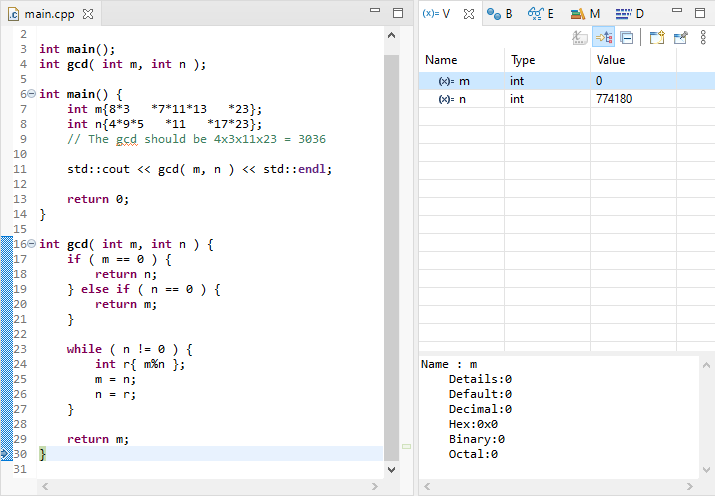 main.cpp
2
3 int main();
4 int gcd( int m, int n );
5
6 int main() {
7 int m{8*3   *7*11*13   *23};
8 int n{4*9*5   *11   *17*23};
9 // The gcd should be 4x3x11x23 = 3036
10
11 std::cout << gcd( m, n ) << std::endl;
12
13 return 0;
14 }
15
16 int gcd( int m, int n ) {
17 if ( m == 0 ) {
18 return n;
19 } else if ( n == 0 ) {
20 return m;
21 }
22
23 while ( n != 0 ) {
24 int r{ m%n };
25 m = n;
26 n = r;
27 }
28
29 return m;
30 }
31
(x)= V B E M D
Name Type Value
(x)= m int 0
(x)= n int 774180
Name : m
Details:0
Default:0
Decimal:0
Hex:0x0
Binary:0
Octal:0